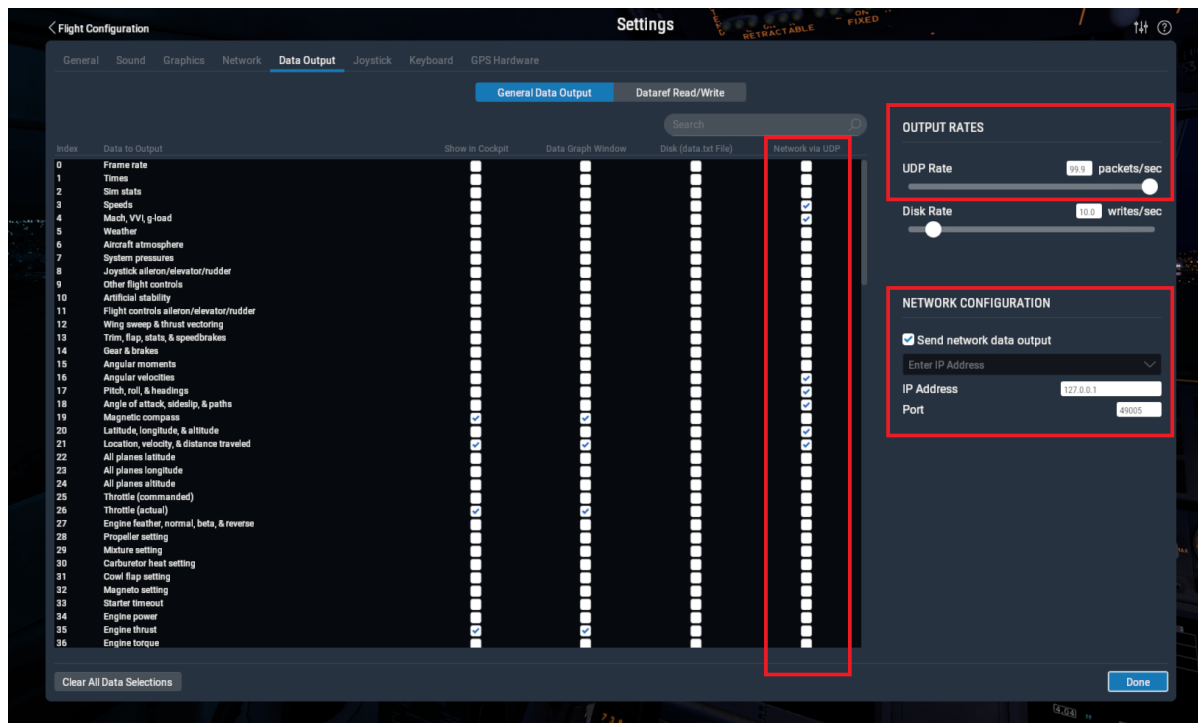 Flight Configuration
Settings
RETRACTABLE
ON
FIXED
General Sound Graphics Network Data Output Joystick Keyboard GPS Hardware
General Data Output Dataref Read/Write
Search
Index Data to Output Show in Cockpit Data Graph Window Disk (data.txt File) Network via UDP
0 Frame rate
1 Times
2 Sim stats
3 Speeds
4 Mach, VVI, g-load
5 Weather
6 Aircraft atmosphere
7 System pressures
8 Joystick aileron/elevator/rudder
9 Other flight controls
10 Artificial stability
11 Flight controls aileron/elevator/rudder
12 Wing sweep & thrust vectoring
13 Trim, flap, stats, & speedbrakes
14 Gear & brakes
15 Angular moments
16 Angular velocities
17 Pitch, roll, & headings
18 Angle of attack, sideslip, & paths
19 Magnetic compass
20 Latitude, longitude, & altitude
21 Location, velocity, & distance traveled
22 All planes latitude
23 All planes longitude
24 All planes altitude
25 Throttle (commanded)
26 Throttle (actual)
27 Engine feather, normal, beta, & reverse
28 Propeller setting
29 Mixture setting
30 Carburetor heat setting
31 Cowl flap setting
32 Magneto setting
33 Starter timeout
34 Engine power
35 Engine thrust
36 Engine torque
OUTPUT RATES
UDP Rate 99.9 packets/sec
Disk Rate 10.0 writes/sec
NETWORK CONFIGURATION
Send network data output
Enter IP Address
IP Address 127.0.0.1
Port 49005
Clear All Data Selections
Done